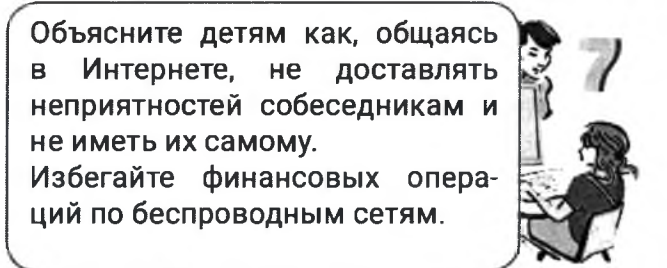 Объясните детям как, общаясь
в Интернете, не доставлять
неприятностей собеседникам и
не иметь их самому.
Избегайте финансовых опера-
ций по беспроводным сетям.
7